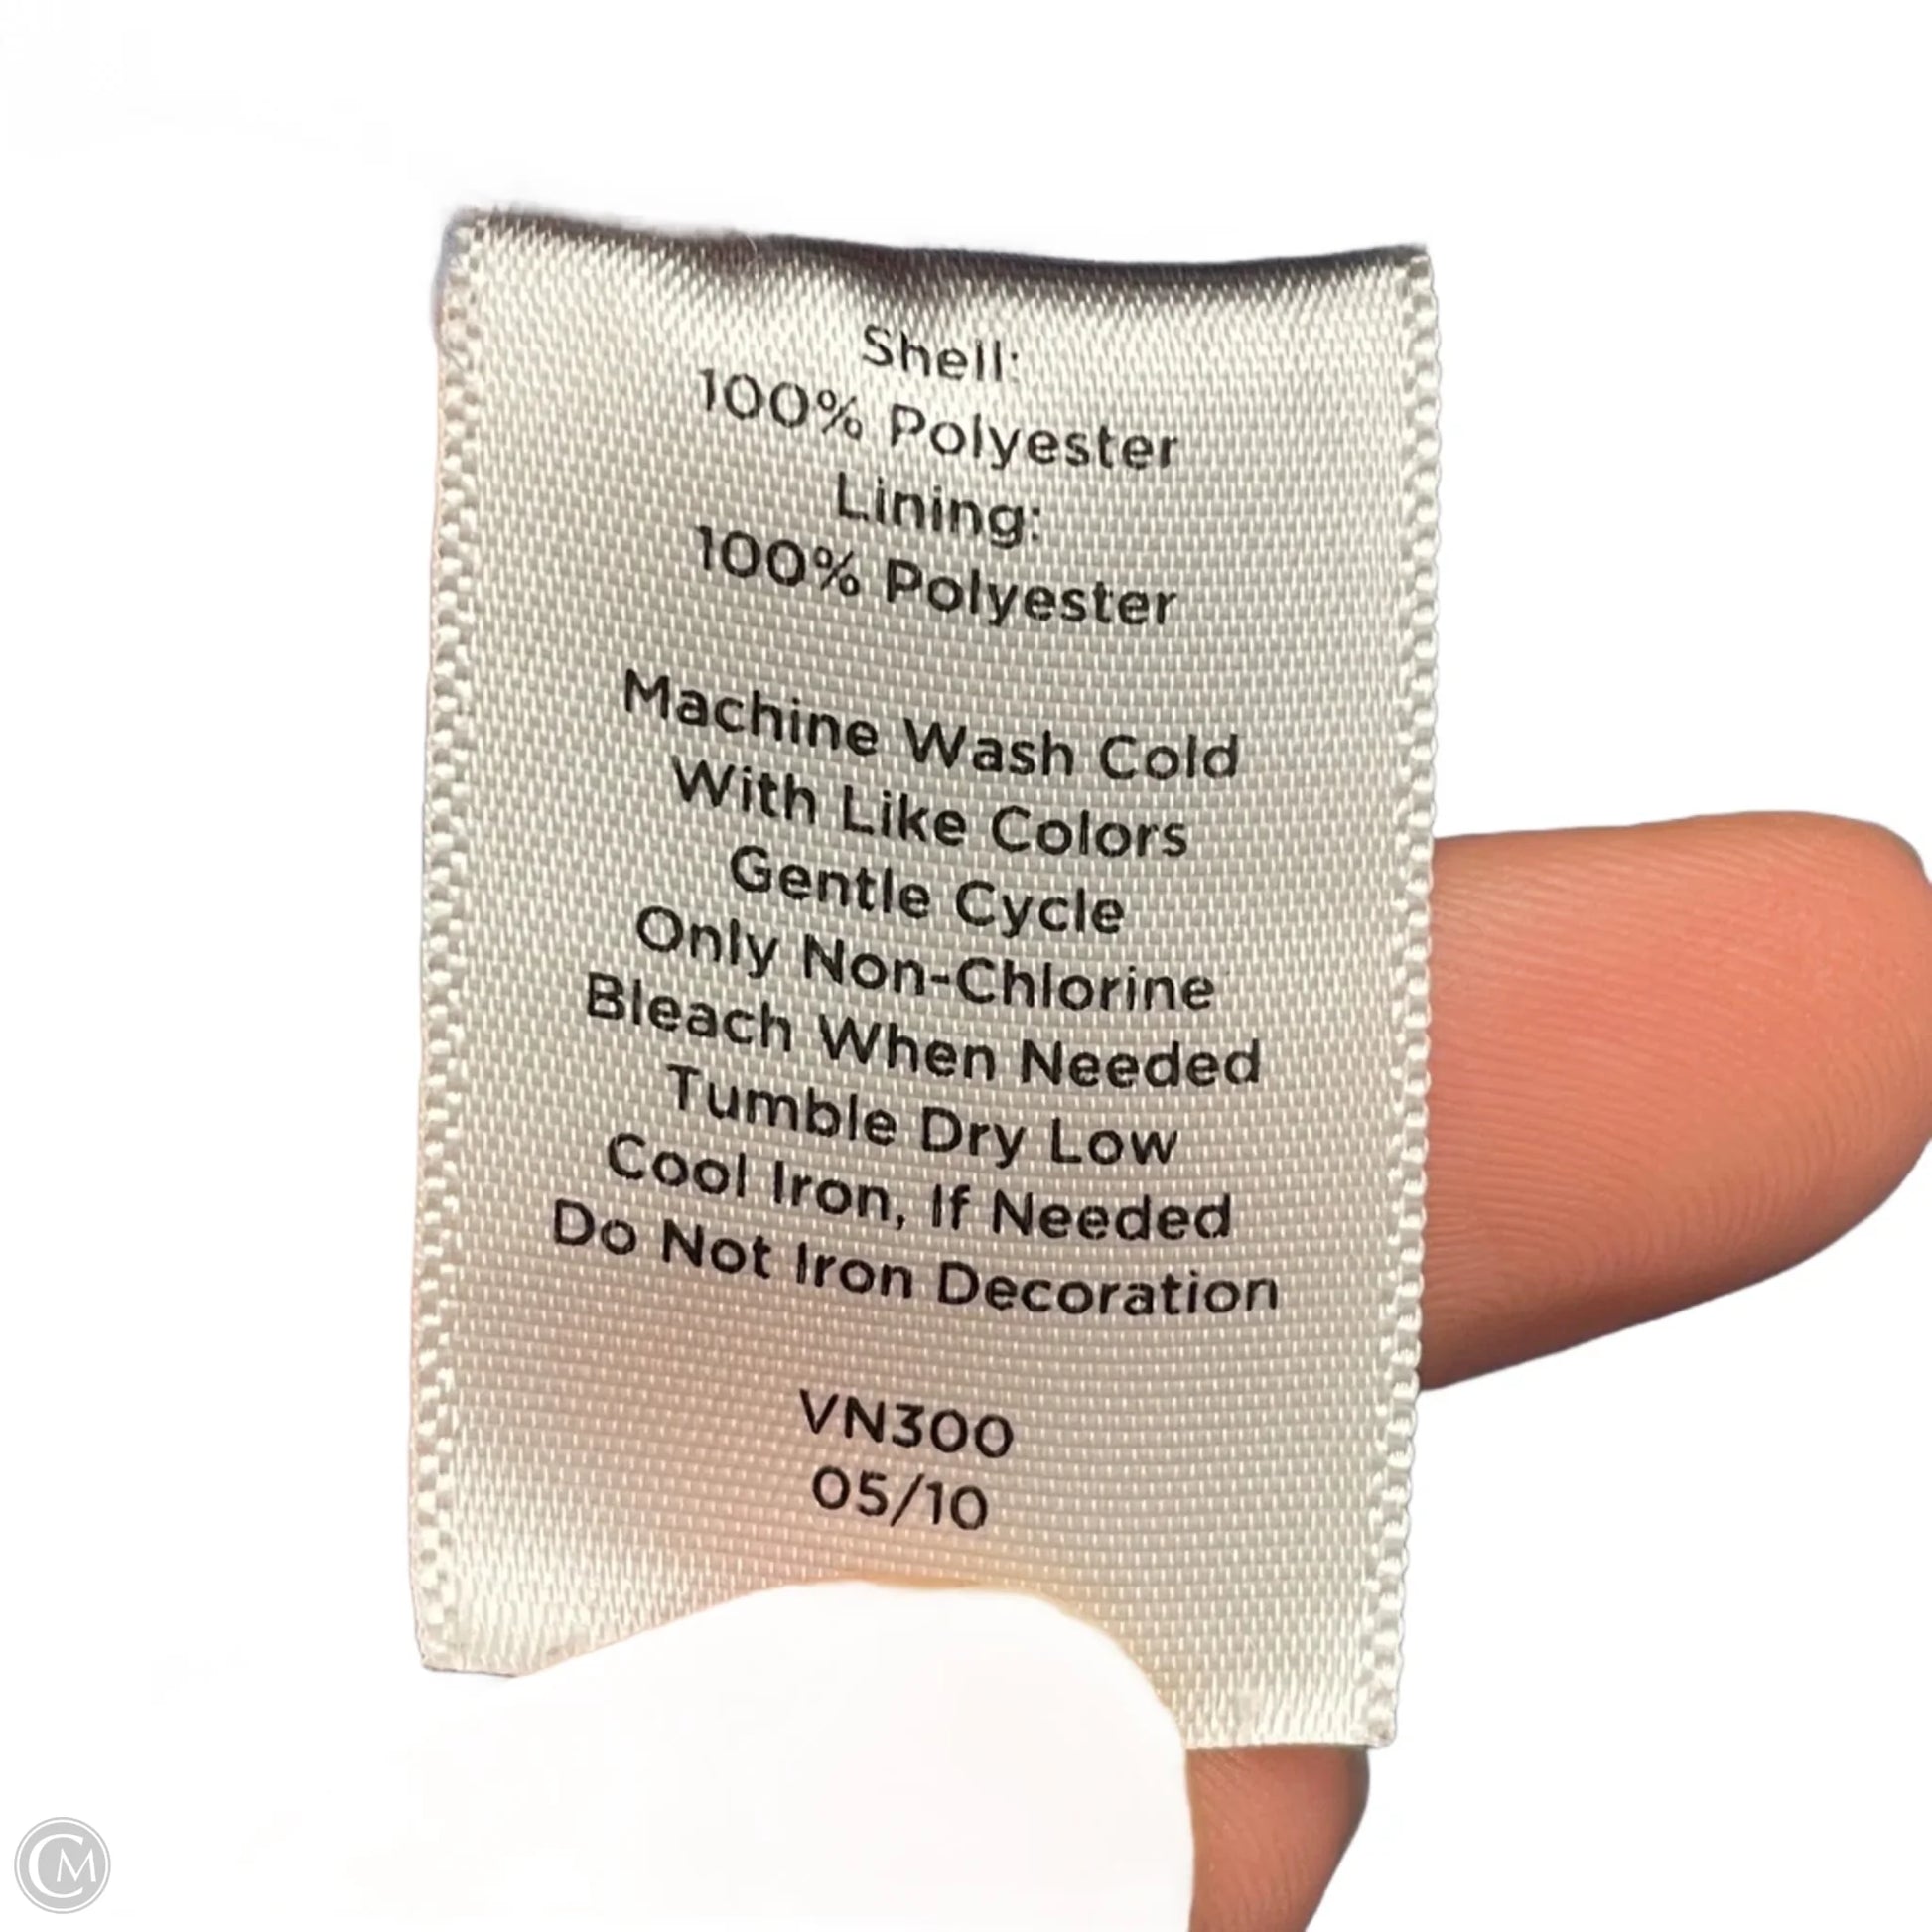 Shell:
100% Polyester
Lining:
100% Polyester
Machine Wash Cold
With Like Colors
Gentle Cycle
Only Non-Chlorine
Bleach When Needed
Tumble Dry Low
Cool Iron, If Needed
Do Not Iron Decoration
VN300
05/10
CM